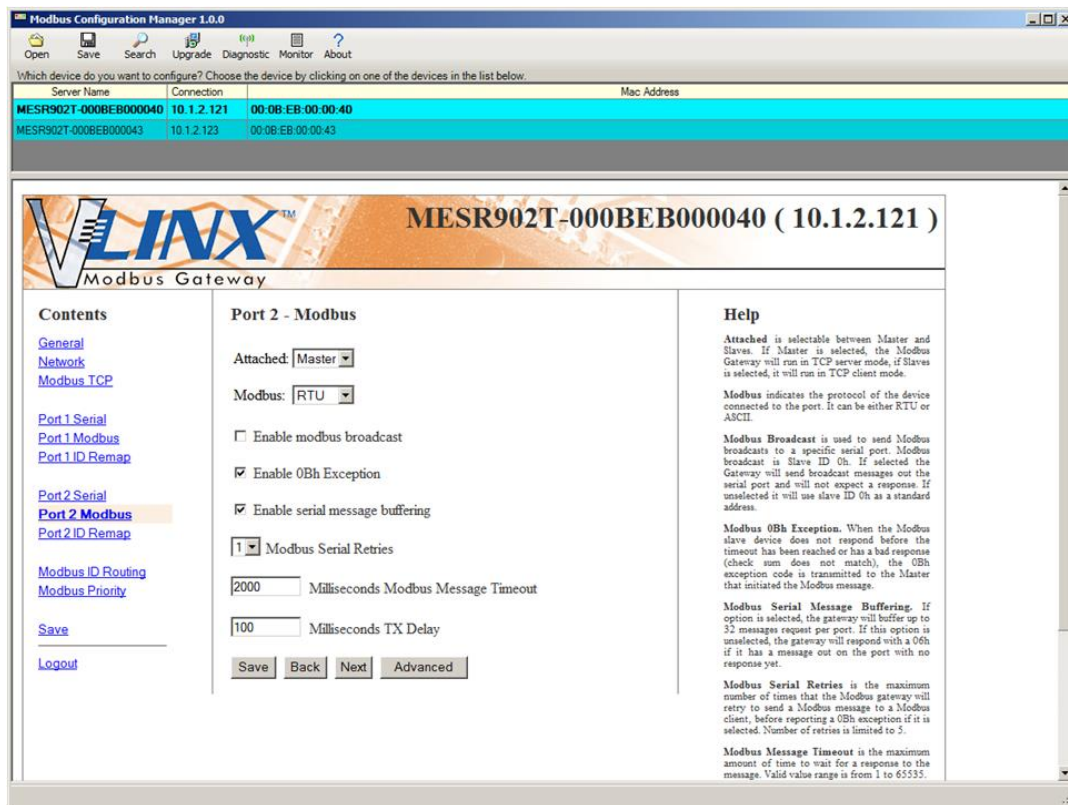 Modbus Configuration Manager 1.0.0
Open Save Search Upgrade Diagnostic Monitor About
Which device do you want to configure? Choose the device by clicking on one of the devices in the list below.
Server Name Connection Mac Address
MESR902T-000BEB000040 10.1.2.121 00:0B:EB:00:00:40
MESR902T-000BEB000043 10.1.2.123 00:0B:EB:00:00:43
VLINX TM
Modbus Gateway
MESR902T-000BEB000040 ( 10.1.2.121 )
Contents
General
Network
Modbus TCP
Port 1 Serial
Port 1 Modbus
Port 1 ID Remap
Port 2 Serial
Port 2 Modbus
Port 2 ID Remap
Modbus ID Routing
Modbus Priority
Save
Logout
Port 2 - Modbus
Attached: Master
Modbus: RTU
Enable modbus broadcast
Enable 0Bh Exception
Enable serial message buffering
1 Modbus Serial Retries
2000 Milliseconds Modbus Message Timeout
100 Milliseconds TX Delay
Save Back Next Advanced
Help
Attached is selectable between Master and
Slaves. If Master is selected, the Modbus
Gateway will run in TCP server mode, if Slaves
is selected, it will run in TCP client mode.
Modbus indicates the protocol of the device
connected to the port. It can be either RTU or
ASCII.
Modbus Broadcast is used to send Modbus
broadcasts to a specific serial port. Modbus
broadcast is Slave ID 0h. If selected the
Gateway will send broadcast messages out the
serial port and will not expect a response. If
unselected it will use slave ID 0h as a standard
address.
Modbus 0Bh Exception. When the Modbus
slave device does not respond before the
timeout has been reached or has a bad response
(check sum does not match), the 0Bh
exception code is transmitted to the Master
that initiated the Modbus message.
Modbus Serial Message Buffering. If
option is selected, the gateway will buffer up to
32 messages request per port. If this option is
unselected, the gateway will respond with a 06h
if it has a message out on the port with no
response yet.
Modbus Serial Retries is the maximum
number of times that the Modbus gateway will
retry to send a Modbus message to a Modbus
client, before reporting a 0Bh exception if it is
selected. Number of retries is limited to 5.
Modbus Message Timeout is the maximum
amount of time to wait for a response to the
message. Valid value range is from 1 to 65535.